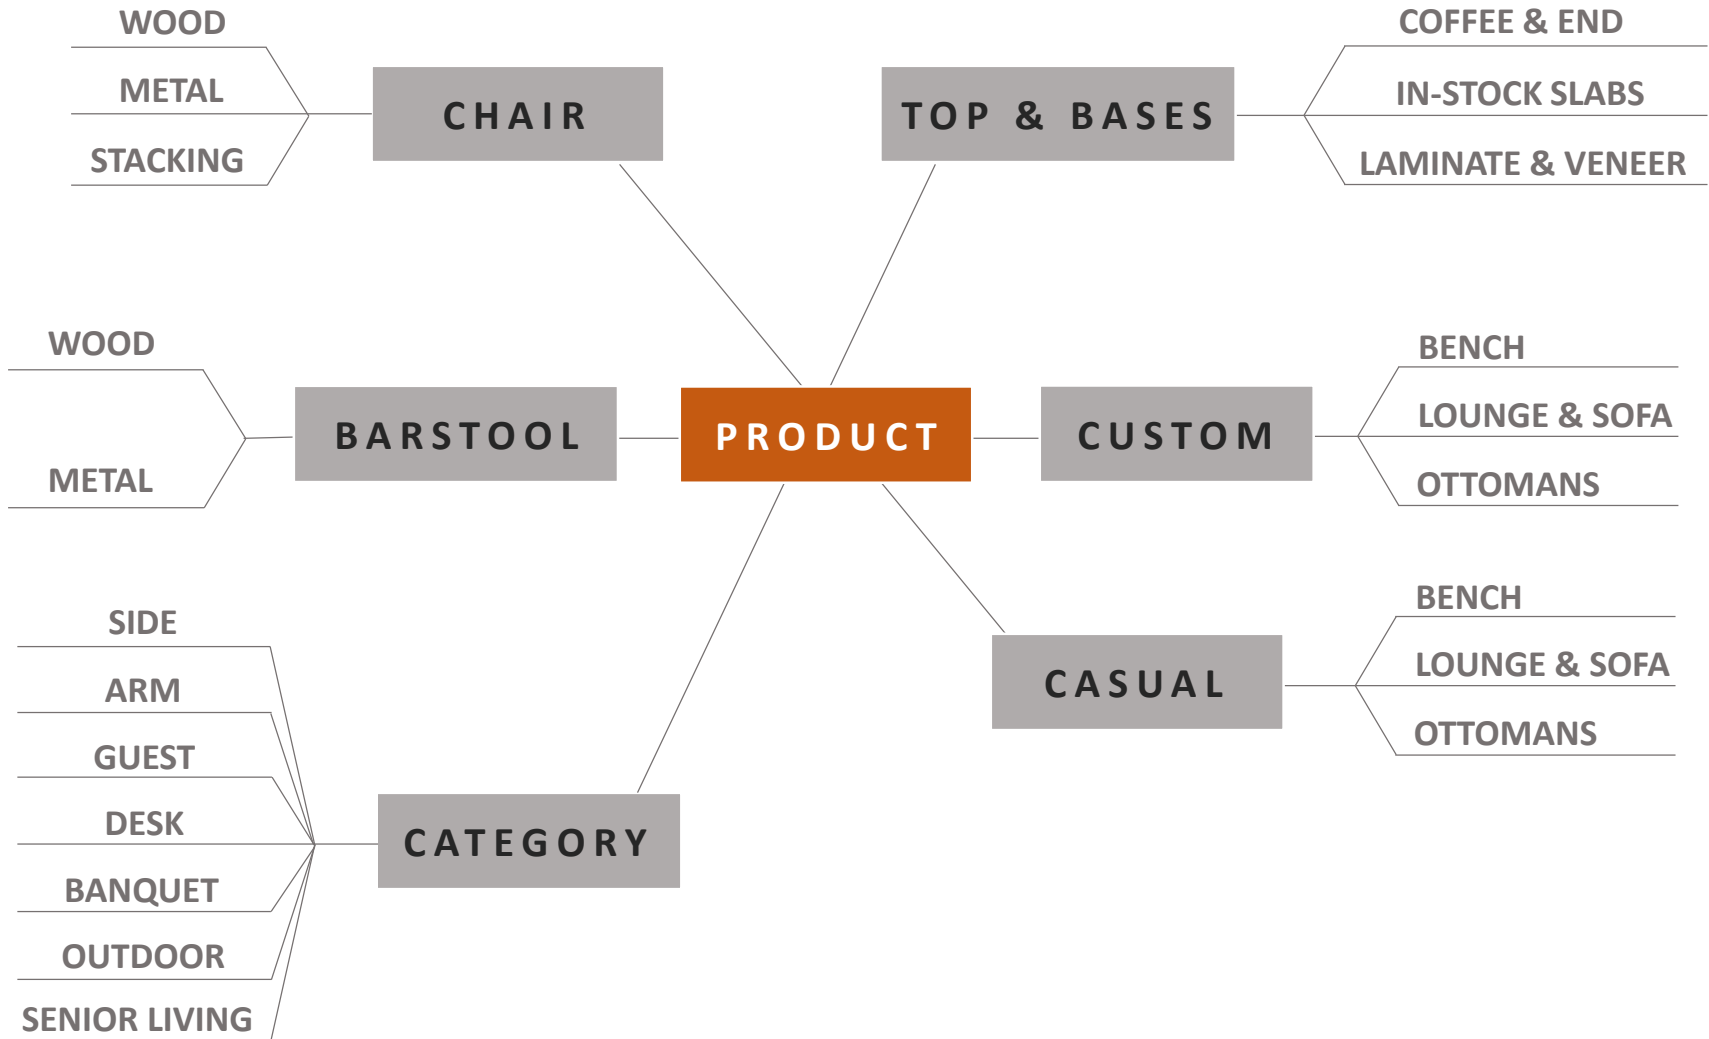 WOOD
METAL
STACKING
CHAIR
TOP & BASES
COFFEE & END
IN-STOCK SLABS
LAMINATE & VENEER
WOOD
METAL
BARSTOOL
PRODUCT
CUSTOM
BENCH
LOUNGE & SOFA
OTTOMANS
CASUAL
BENCH
LOUNGE & SOFA
OTTOMANS
SIDE
ARM
GUEST
DESK
BANQUET
OUTDOOR
SENIOR LIVING
CATEGORY